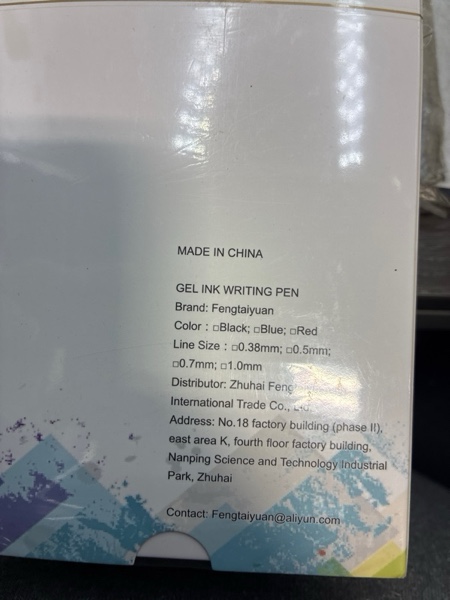 MADE IN CHINA
GEL INK WRITING PEN
Brand: Fengtaiyuan
Color : □Black; □Blue; □Red
Line Size : □0.38mm; □0.5mm;
□0.7mm; □1.0mm
Distributor: Zhuhai
International Trade Co.,
Address: No.18 factory building (phase II),
east area K, fourth floor factory building,
Nanping Science and Technology Industrial
Park, Zhuhai
Contact: Fengtaiyuan@aliyun.com